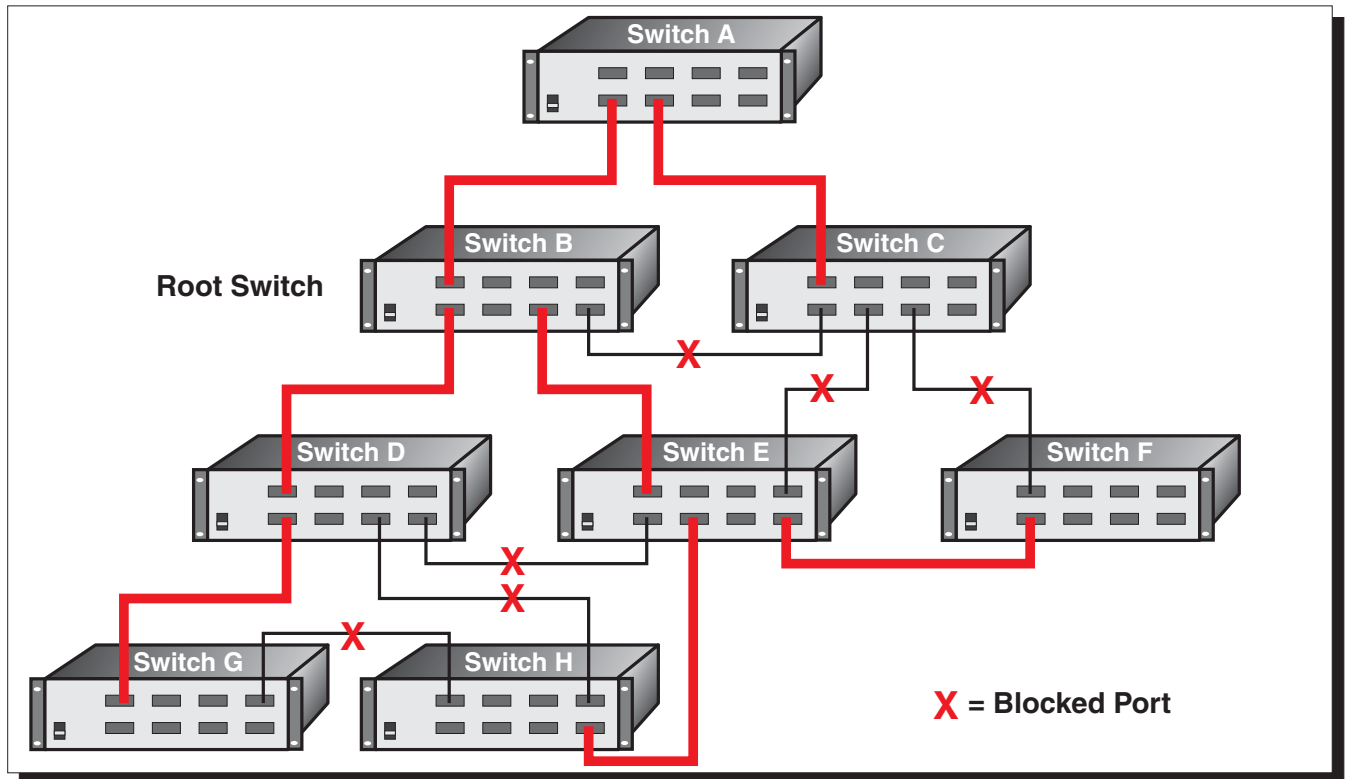 Switch A
Switch B
Switch C
Root Switch
X
X
X
Switch D
Switch E
Switch F
X
X
X
Switch G
Switch H
X = Blocked Port